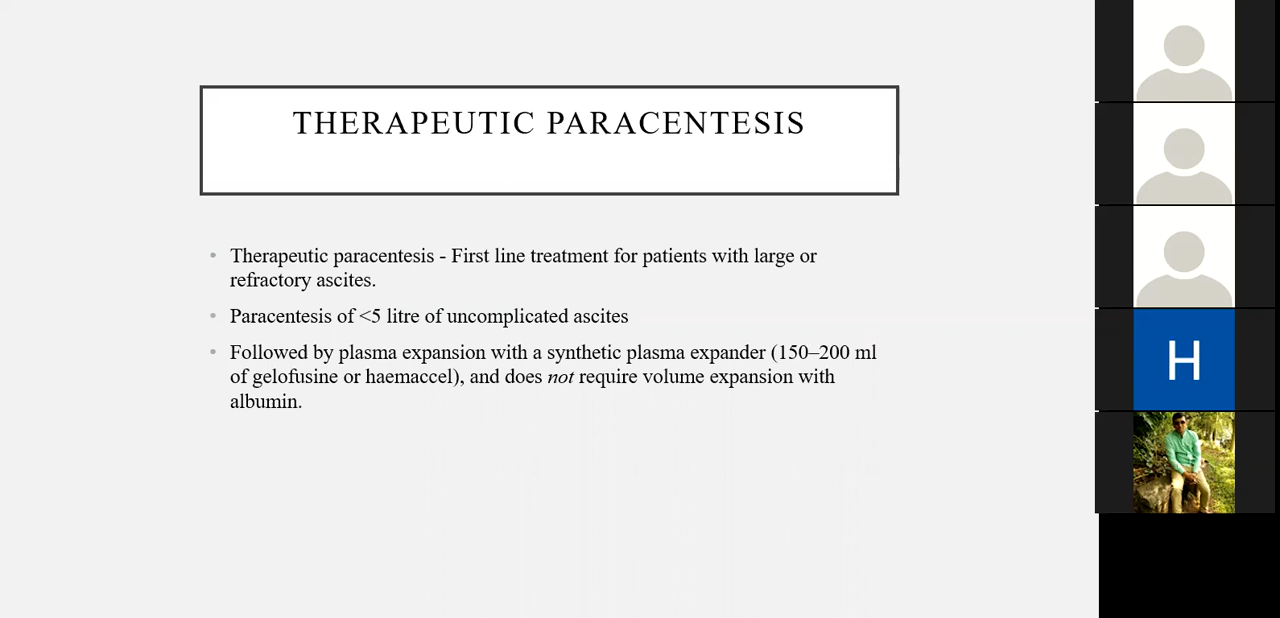 THERAPEUTIC PARACENTESIS
• Therapeutic paracentesis - First line treatment for patients with large or
refractory ascites.
• Paracentesis of <5 litre of uncomplicated ascites
• Followed by plasma expansion with a synthetic plasma expander (150–200 ml
of gelofusine or haemaccel), and does not require volume expansion with
albumin.
H